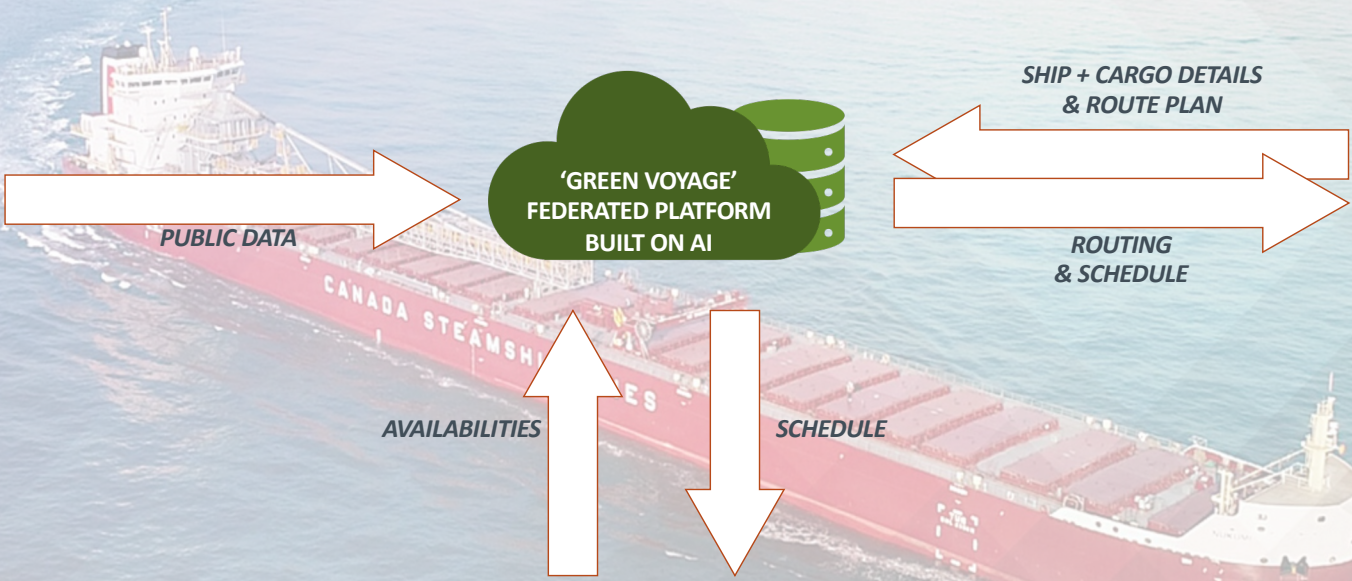 SHIP + CARGO DETAILS
& ROUTE PLAN
‘GREEN VOYAGE’
FEDERATED PLATFORM
BUILT ON AI
PUBLIC DATA
ROUTING
& SCHEDULE
AVAILABILITIES
SCHEDULE
CANADA STEAMSHI ES